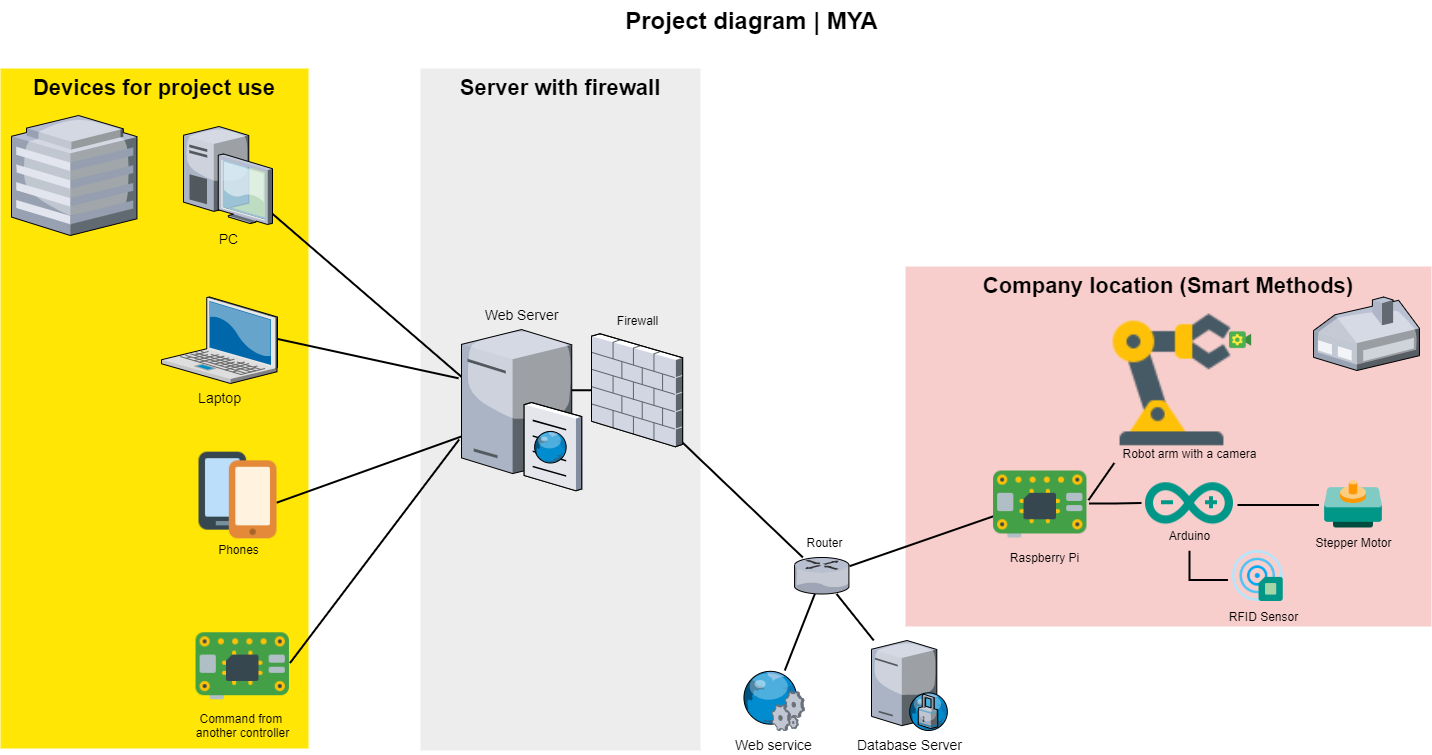 Project diagram | MYA
Devices for project use
PC
Laptop
Phones
Command from
another controller
Server with firewall
Web Server
Firewall
Router
Web service
Database Server
Company location (Smart Methods)
Robot arm with a camera
Raspberry Pi
Arduino
Stepper Motor
RFID Sensor